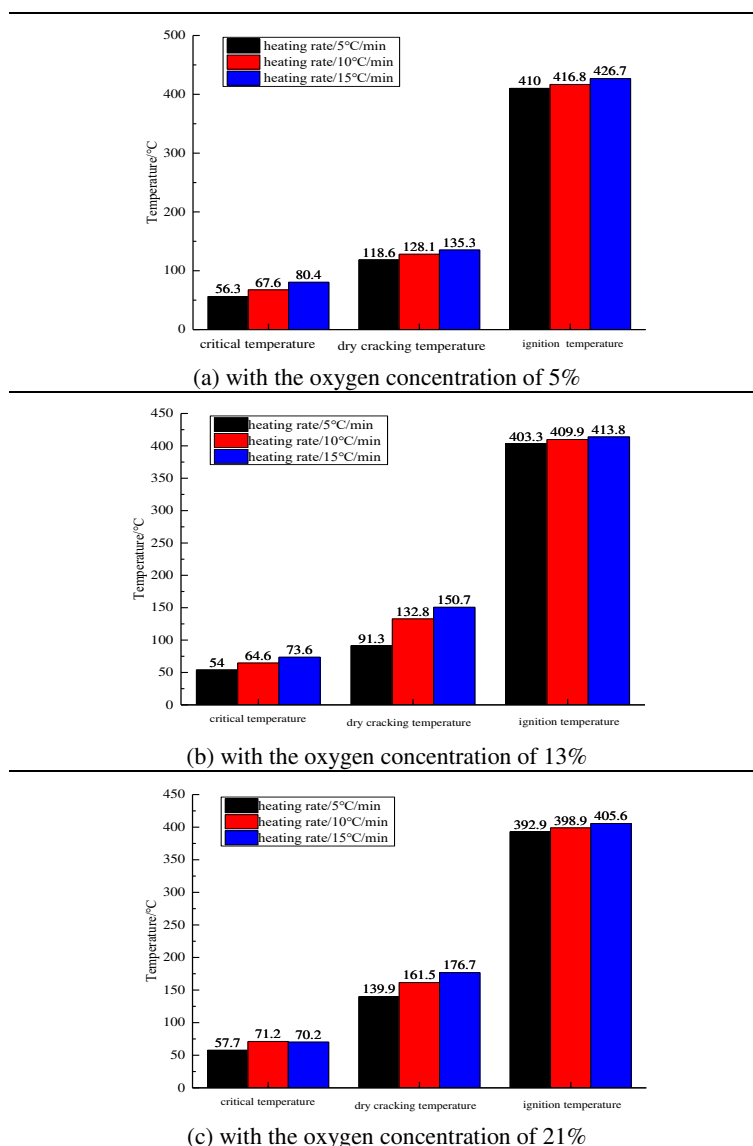 500
400
300
200
100
0
Temperature/°C
heating rate/5°C/min
heating rate/10°C/min
heating rate/15°C/min
56.3 67.6 80.4
118.6 128.1 135.3
410 416.8 426.7
critical temperature dry cracking temperature ignition temperature
(a) with the oxygen concentration of 5%
450
400
350
300
250
200
150
100
50
0
Temperature/°C
heating rate/5°C/min
heating rate/10°C/min
heating rate/15°C/min
54 64.6 73.6
91.3 132.8 150.7
403.3 409.9 413.8
critical temperature dry cracking temperature ignition temperature
(b) with the oxygen concentration of 13%
450
400
350
300
250
200
150
100
50
0
Temperature/°C
heating rate/5°C/min
heating rate/10°C/min
heating rate/15°C/min
57.7 71.2 70.2
139.9 161.5 176.7
392.9 398.9 405.6
critical temperature dry cracking temperature ignition temperature
(c) with the oxygen concentration of 21%